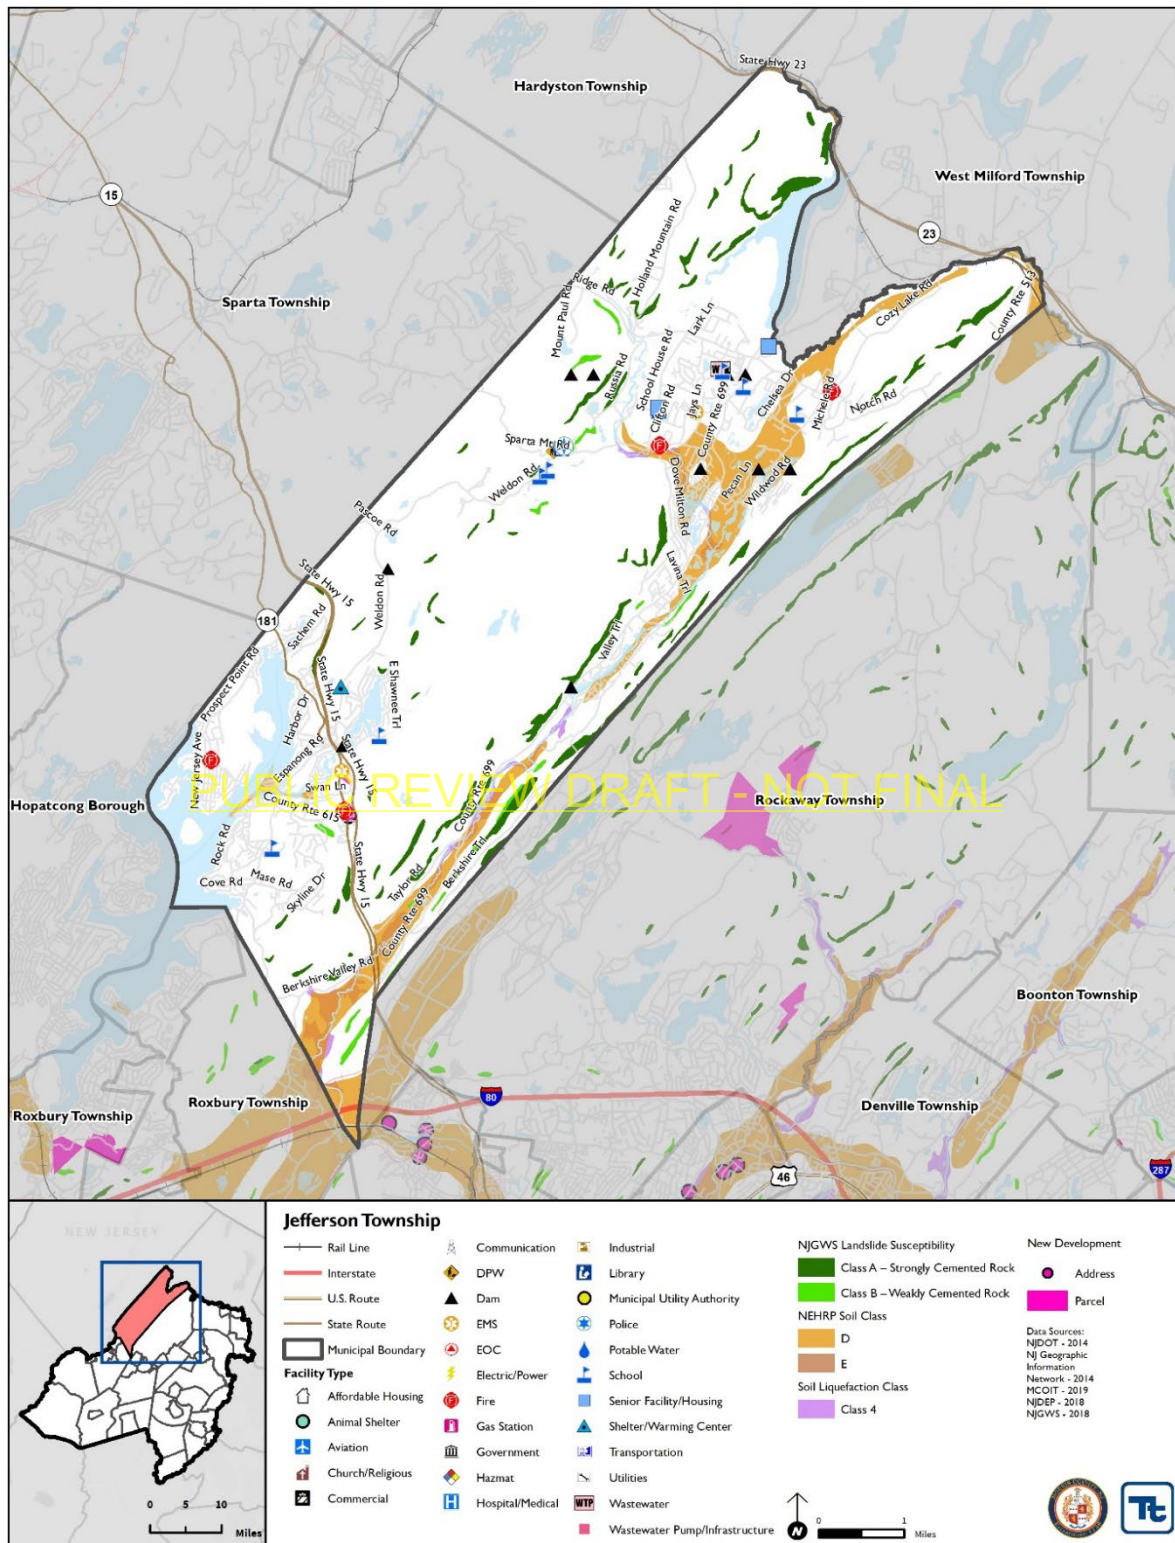 State Hwy 23
Hardyston Township
West Milford Township
15
23
Sparta Township
Holland Mountain Rd
Ridge Rd
Mount Paul Rd
Lark Ln
Cozy Lake Rd
County Rte 513
Russia Rd
School House Rd
Clifton Rd
Jays Ln
County Rte 699
Chelsea Dr
Michele Rd
Notch Rd
Sparta Mt Rd
Weldon Rd
Dove Milton Rd
Pecan Ln
Wildwod Rd
Pascoe Rd
Lavina Trl
State Hwy 15
Weldon Rd
181
Sachem Rd
Valley Trl
Prospect Point Rd
State Hwy 15
E Shawnee Trl
Harbor Dr
New Jersey Ave
Espanong Rd
State Hwy 15
Swan Ln
County Rte 699
PUBLIC REVIEW DRAFT - NOT FINAL
Hopatcong Borough
Rockaway Township
County Rte 615
Rock Rd
Berkshire Trl
Cove Rd
Mase Rd
Skyline Dr
State Hwy 15
Taylor Rd
County Rte 699
Berkshire Valley Rd
Boonton Township
80
Roxbury Township
Roxbury Township
Denville Township
46
287
NEW JERSEY
0 5 10
Miles
Jefferson Township
Rail Line
Interstate
U.S. Route
State Route
Municipal Boundary
Facility Type
Affordable Housing
Animal Shelter
Aviation
Church/Religious
Commercial
Communication
DPW
Dam
EMS
EOC
Electric/Power
Fire
Gas Station
Government
Hazmat
Hospital/Medical
Industrial
Library
Municipal Utility Authority
Police
Potable Water
School
Senior Facility/Housing
Shelter/Warming Center
Transportation
Utilities
WTP Wastewater
Wastewater Pump/Infrastructure
NJGWS Landslide Susceptibility
Class A – Strongly Cemented Rock
Class B – Weakly Cemented Rock
NEHRP Soil Class
D
E
Soil Liquefaction Class
Class 4
New Development
Address
Parcel
Data Sources:
NJDOT - 2014
NJ Geographic
Information
Network - 2014
MCOIT - 2019
NJDEP - 2018
NJGWS - 2018
N
0 1
Miles
Tt